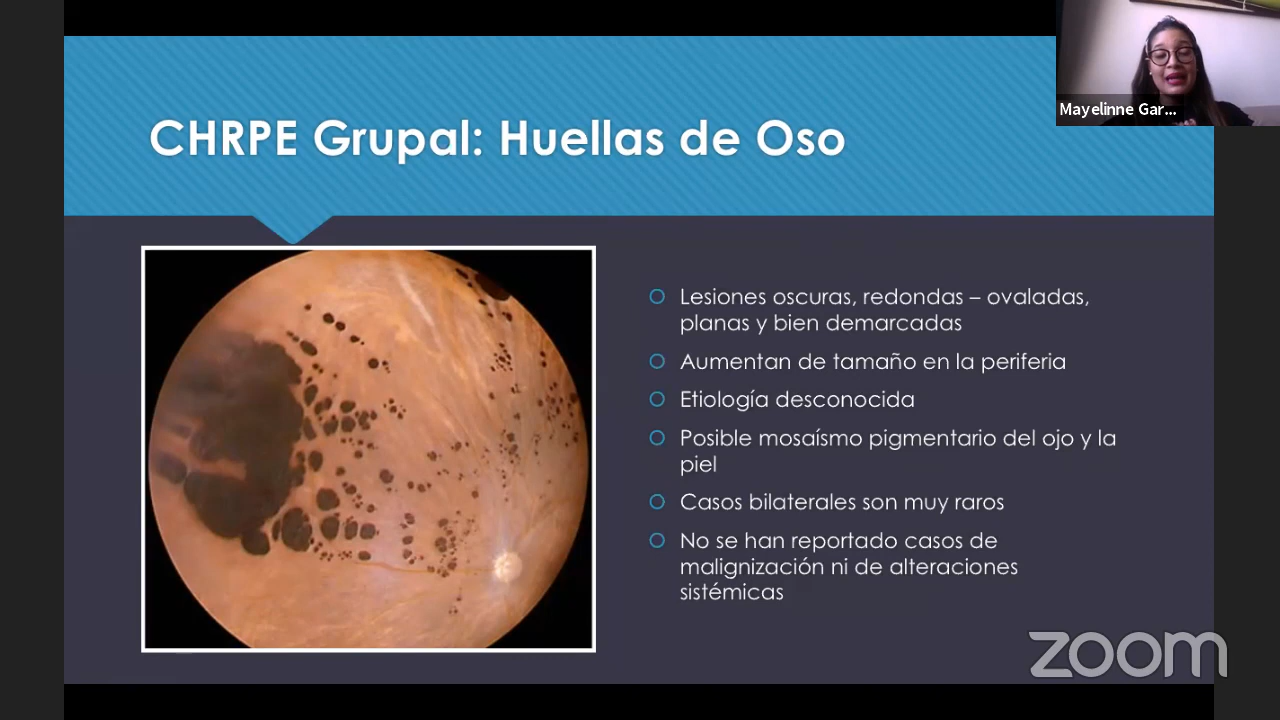 Mayelinne Gar...
CHRPE Grupal: Huellas de Oso
Lesiones oscuras, redondas – ovaladas,
planas y bien demarcadas
Aumentan de tamaño en la periferia
Etiología desconocida
Posible mosaísmo pigmentario del ojo y la
piel
Casos bilaterales son muy raros
No se han reportado casos de
malignización ni de alteraciones
sistémicas
zoom